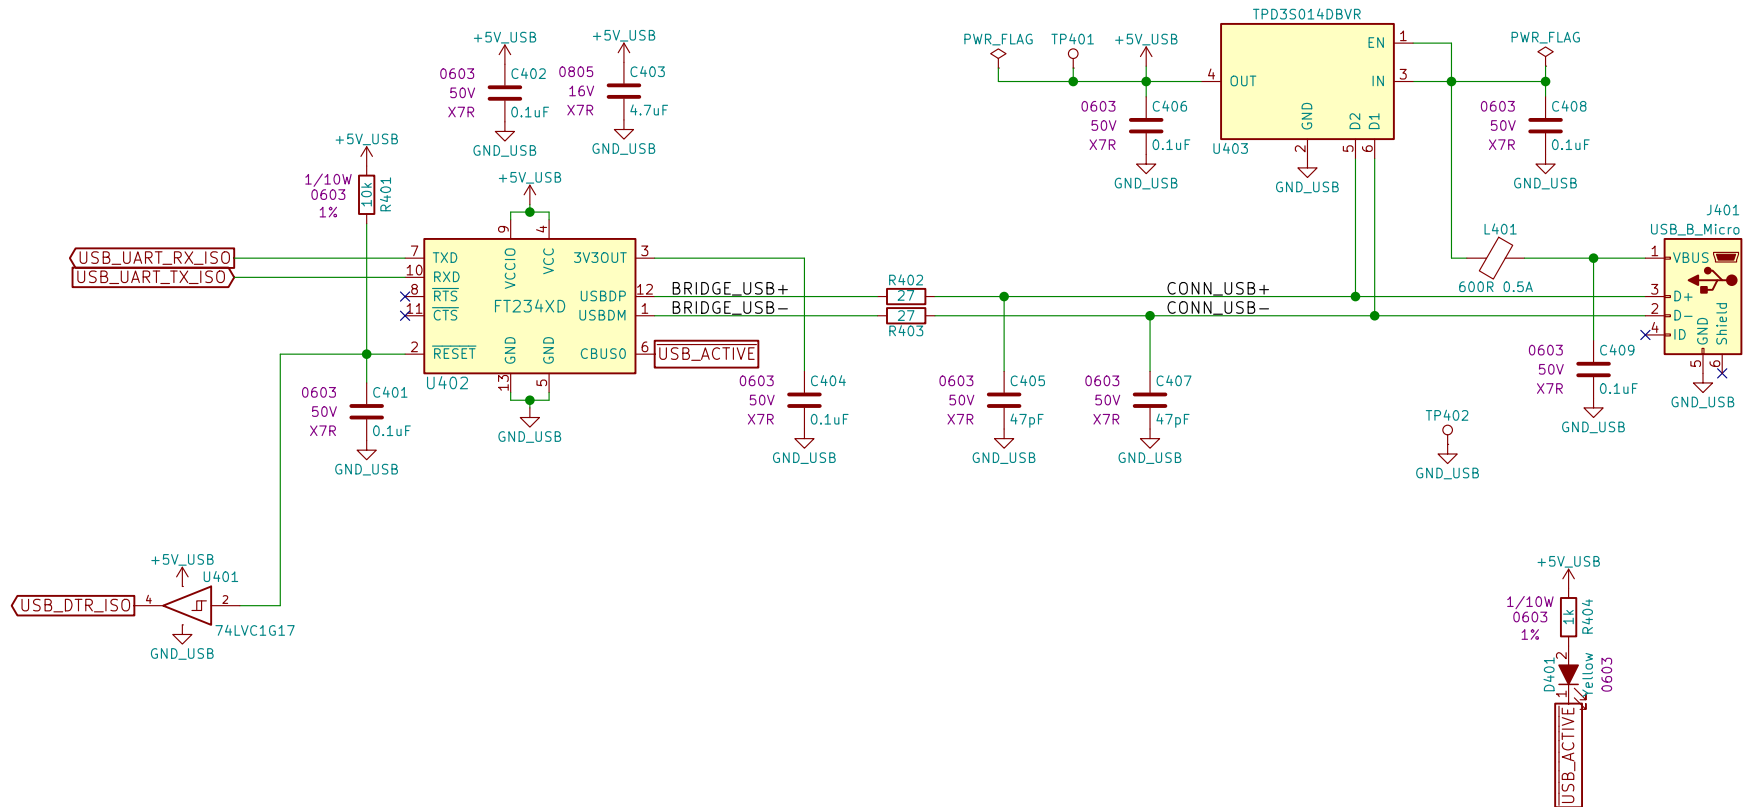 TPD3S014DBVR
+5V_USB
+5V_USB
PWR_FLAG
TP401
+5V_USB
PWR_FLAG
EN
1
0603
50V
X7R
C402
0.1uF
GND_USB
0805
16V
X7R
C403
4.7uF
GND_USB
4
OUT
IN
3
GND
D2
D1
2
5
6
U403
GND_USB
0603
50V
X7R
C406
0.1uF
GND_USB
0603
50V
X7R
C408
0.1uF
GND_USB
+5V_USB
1/10W
0603
1%
10k
R401
+5V_USB
9
4
VCCIO
VCC
USB_UART_RX_ISO
7
TXD
3V3OUT
3
USB_UART_TX_ISO
10
RXD
8
RTS
FT234XD
USBDP
12
BRIDGE_USB+
R402
27
CONN_USB+
11
CTS
USBDM
1
BRIDGE_USB-
27
R403
CONN_USB-
2
RESET
GND
GND
CBUS0
6
USB_ACTIVE
U402
13
5
GND_USB
L401
600R 0.5A
J401
USB_B_Micro
1
VBUS
3
D+
2
D-
4
ID
GND
Shield
5
6
GND_USB
0603
50V
X7R
C401
0.1uF
GND_USB
0603
50V
X7R
C404
0.1uF
GND_USB
0603
50V
X7R
C405
47pF
GND_USB
0603
50V
X7R
C407
47pF
GND_USB
0603
50V
X7R
C409
0.1uF
GND_USB
TP402
GND_USB
+5V_USB
U401
USB_DTR_ISO
4
2
74LVC1G17
GND_USB
+5V_USB
1/10W
0603
1%
1k
R404
2
D401
1
Yellow
0603
USB_ACTIVE